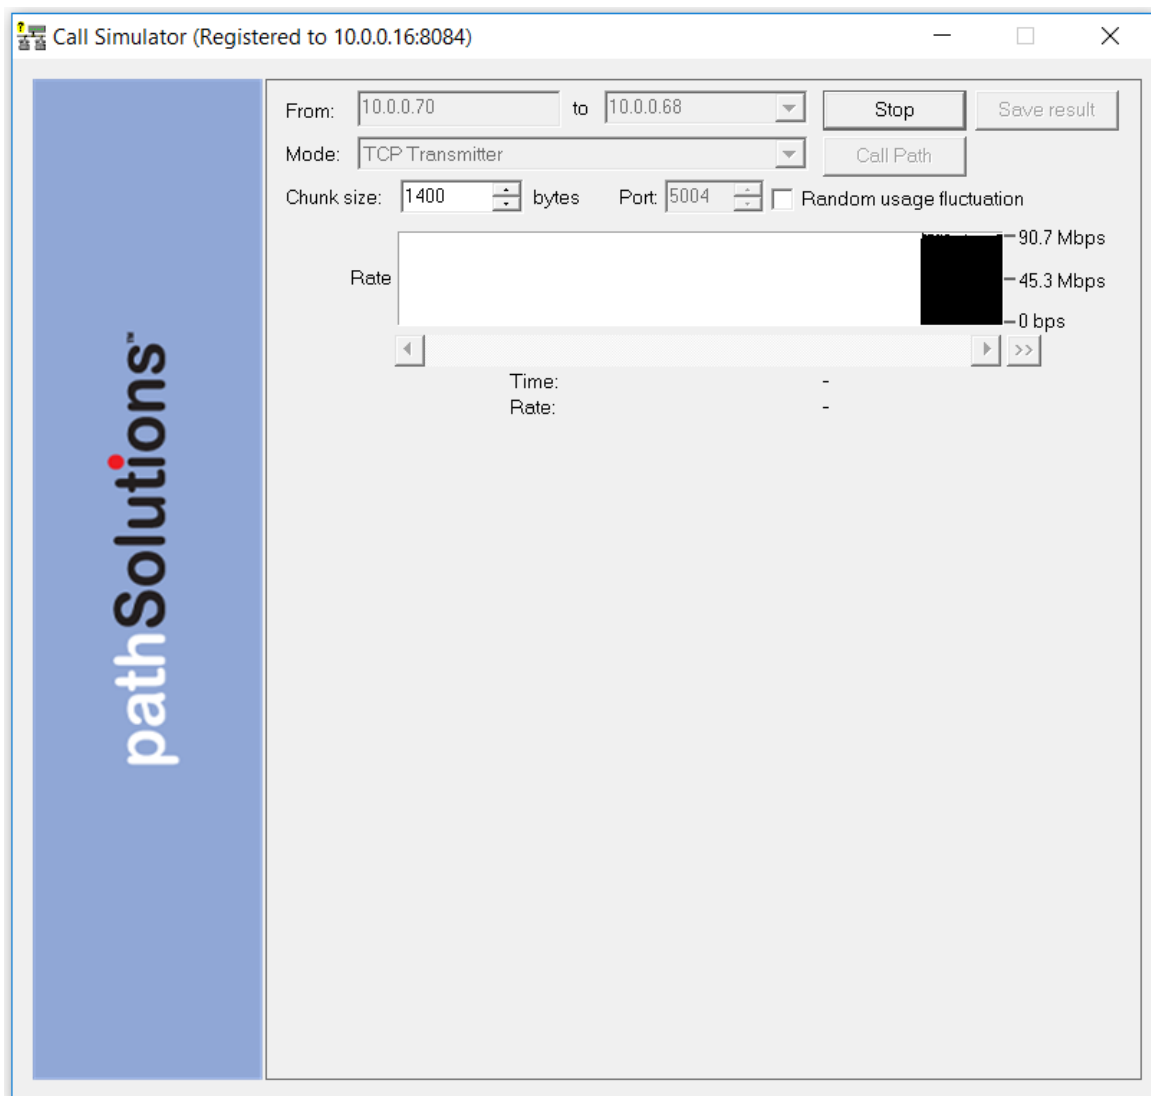 Call Simulator (Registered to 10.0.0.16:8084)
From: 10.0.0.70 to 10.0.0.68 Stop Save result
Mode: TCP Transmitter Call Path
Chunk size: 1400 bytes Port: 5004 Random usage fluctuation
90.7 Mbps
Rate 45.3 Mbps
0 bps
>>
Time: -
Rate: -
pathSolutions™